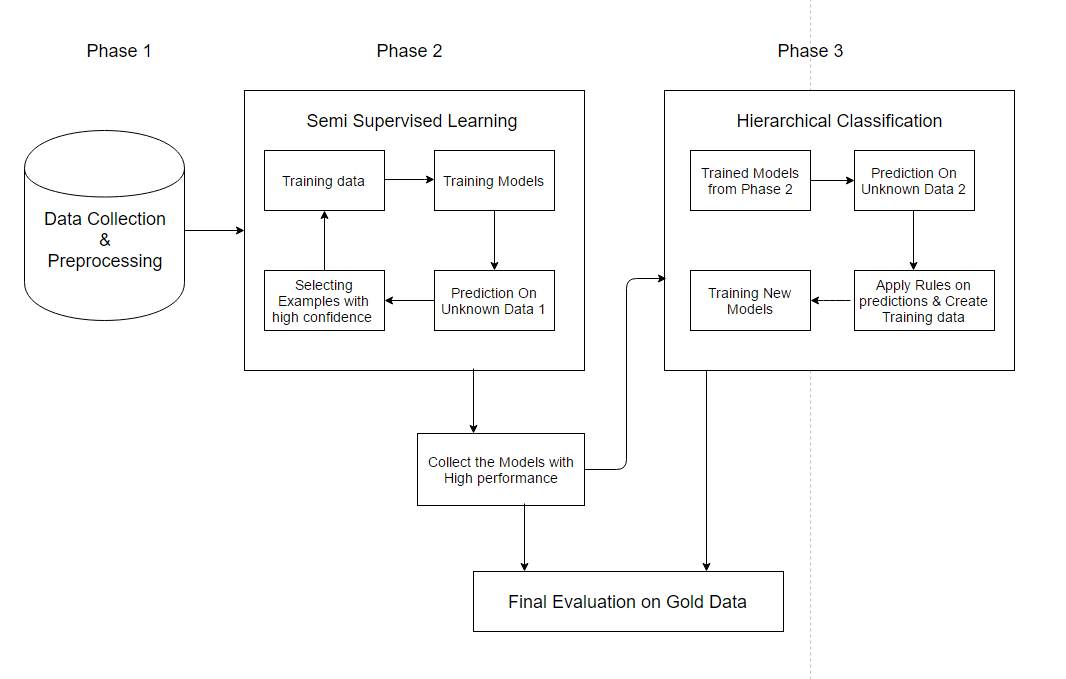 Phase 1
Phase 2
Phase 3
Data Collection
&
Preprocessing
Semi Supervised Learning
Training data
Training Models
Selecting
Examples with
high confidence
Prediction On
Unknown Data 1
Hierarchical Classification
Trained Models
from Phase 2
Prediction On
Unknown Data 2
Training New
Models
Apply Rules on
predictions & Create
Training data
Collect the Models with
High performance
Final Evaluation on Gold Data